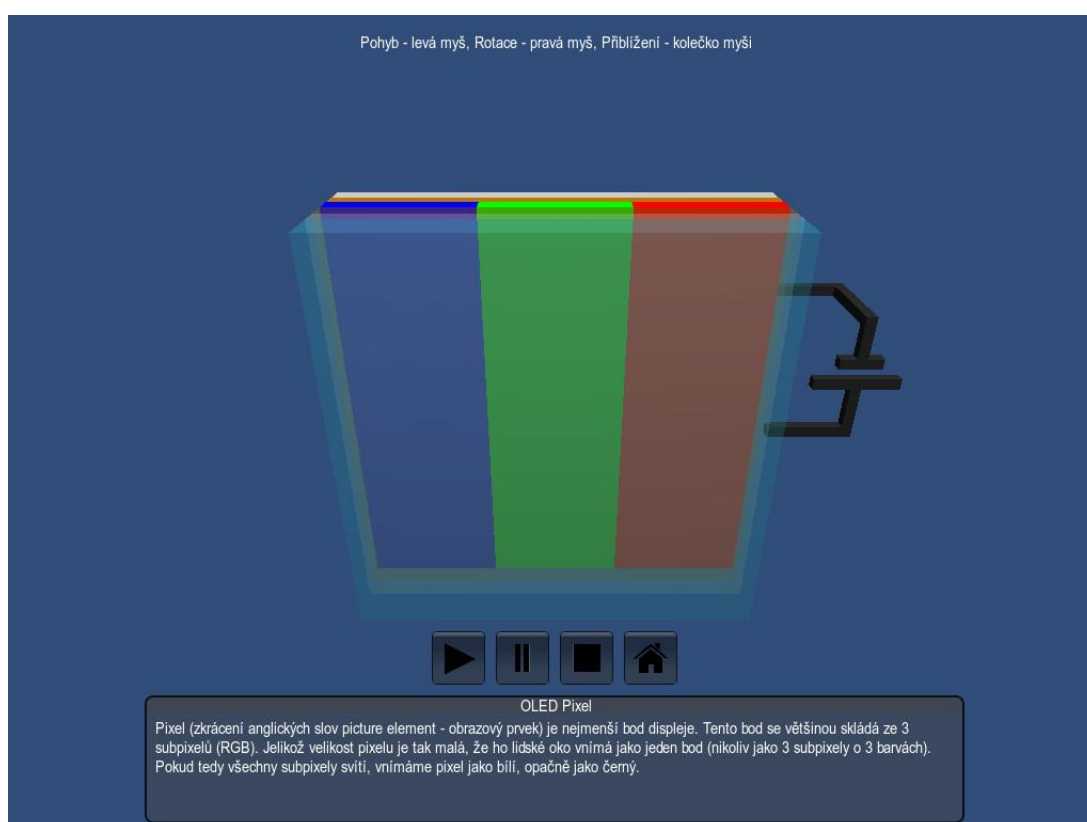 Pohyb - levá myš, Rotace - pravá myš, Přiblížení - kolečko myši
OLED Pixel
Pixel (zkrácení anglických slov picture element - obrazový prvek) je nejmenší bod displeje. Tento bod se většinou skládá ze 3
subpixelů (RGB). Jelikož velikost pixelu je tak malá, že ho lidské oko vnímá jako jeden bod (nikoliv jako 3 subpixely o 3 barvách).
Pokud tedy všechny subpixely svítí, vnímáme pixel jako bílí, opačně jako černý.